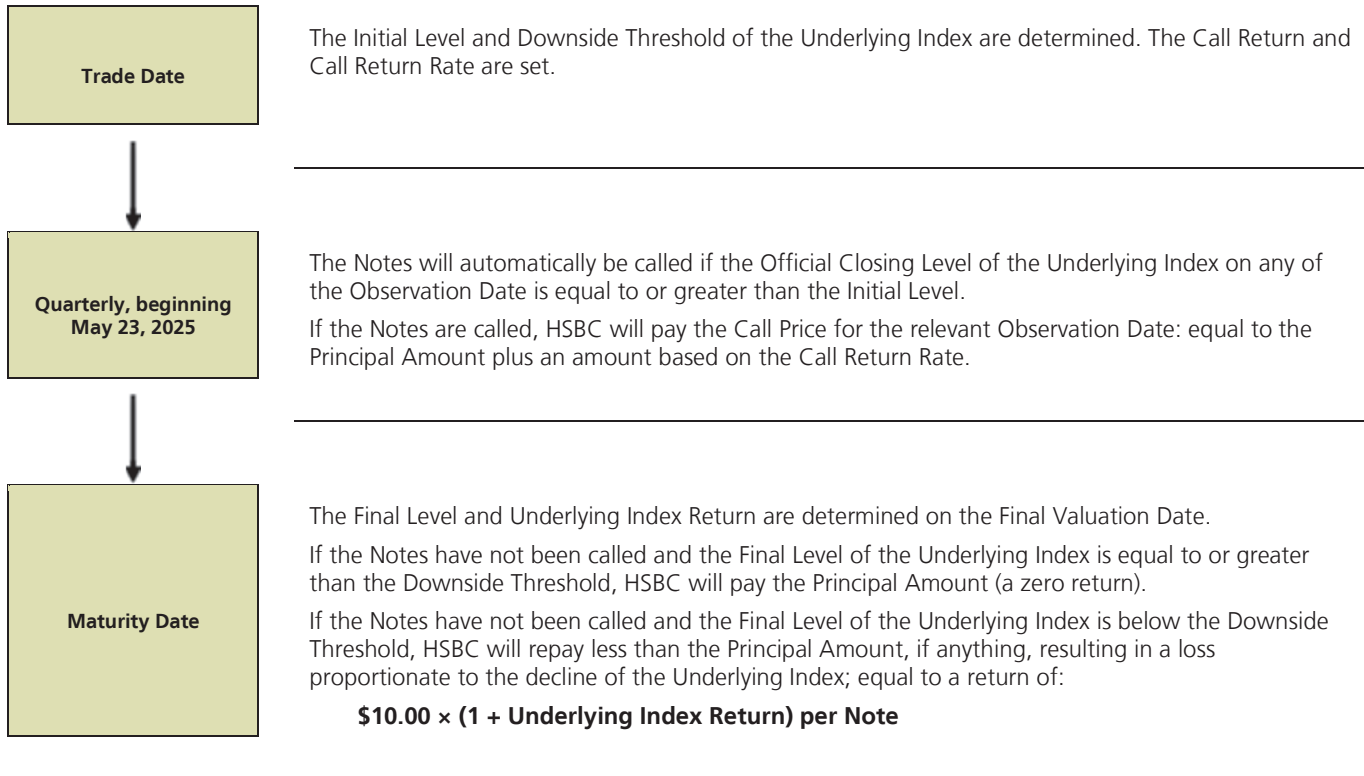 Trade Date
The Initial Level and Downside Threshold of the Underlying Index are determined. The Call Return and
Call Return Rate are set.
Quarterly, beginning
May 23, 2025
The Notes will automatically be called if the Official Closing Level of the Underlying Index on any of
the Observation Date is equal to or greater than the Initial Level.
If the Notes are called, HSBC will pay the Call Price for the relevant Observation Date: equal to the
Principal Amount plus an amount based on the Call Return Rate.
Maturity Date
The Final Level and Underlying Index Return are determined on the Final Valuation Date.
If the Notes have not been called and the Final Level of the Underlying Index is equal to or greater
than the Downside Threshold, HSBC will pay the Principal Amount (a zero return).
If the Notes have not been called and the Final Level of the Underlying Index is below the Downside
Threshold, HSBC will repay less than the Principal Amount, if anything, resulting in a loss
proportionate to the decline of the Underlying Index; equal to a return of:
$10.00 × (1 + Underlying Index Return) per Note